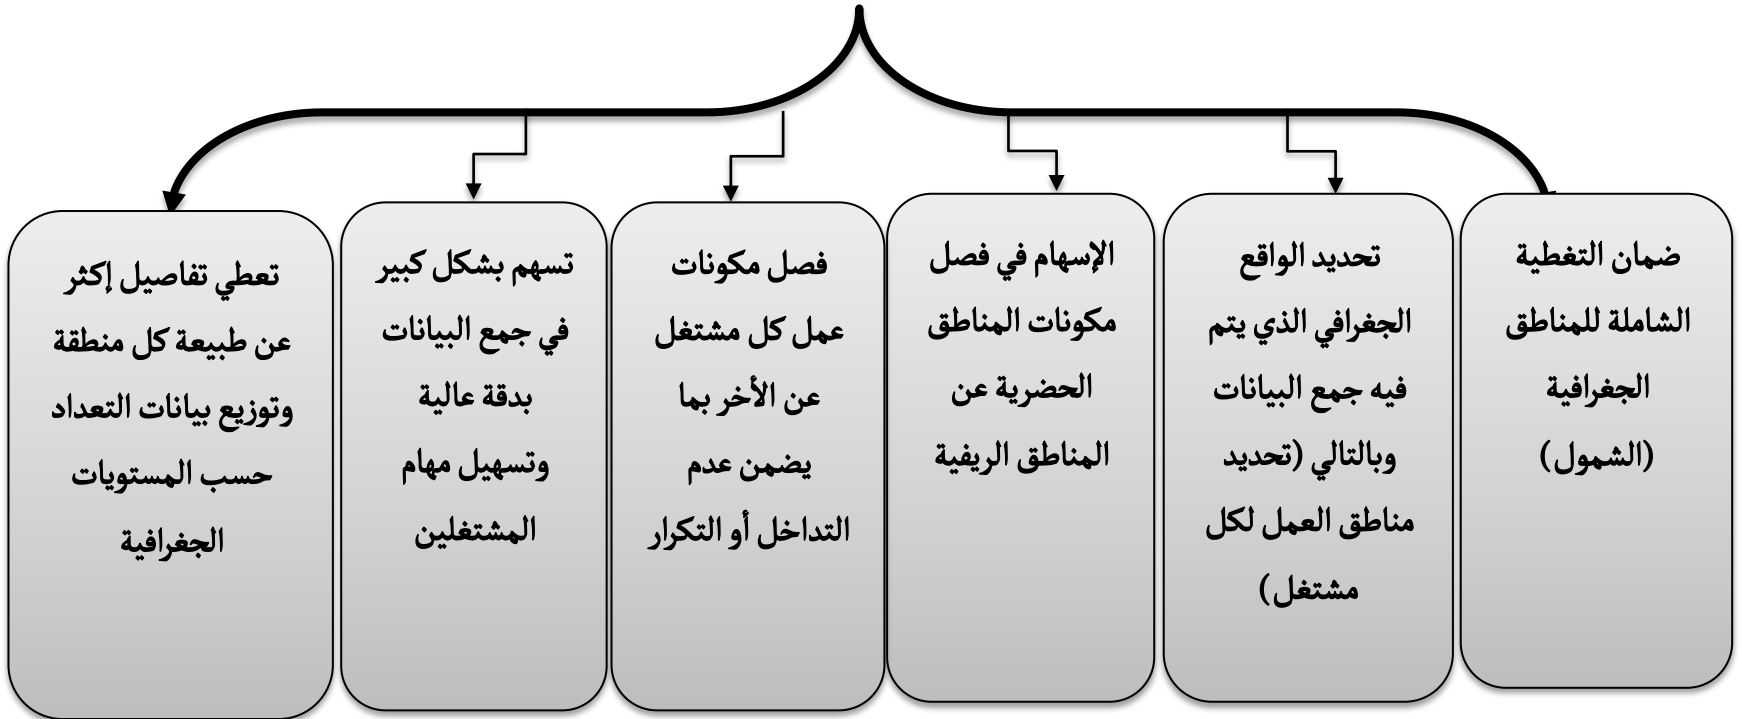 ضمان التغطية
الشاملة للمناطق
الجغرافية
(الشمول)
تحديد الواقع
الجغرافي الذي يتم
فيه جمع البيانات
وبالتالي (تحديد
مناطق العمل لكل
مشتغل)
الإسهام في فصل
مكونات المناطق
الحضرية عن
المناطق الريفية
فصل مكونات
عمل كل مشتغل
عن الأخر بما
يضمن عدم
التداخل أو التكرار
تسهم بشكل كبير
في جمع البيانات
بدقة عالية
وتسهيل مهام
المشتغلين
تعطي تفاصيل إكثر
عن طبيعة كل منطقة
وتوزيع بيانات التعداد
حسب المستويات
الجغرافية